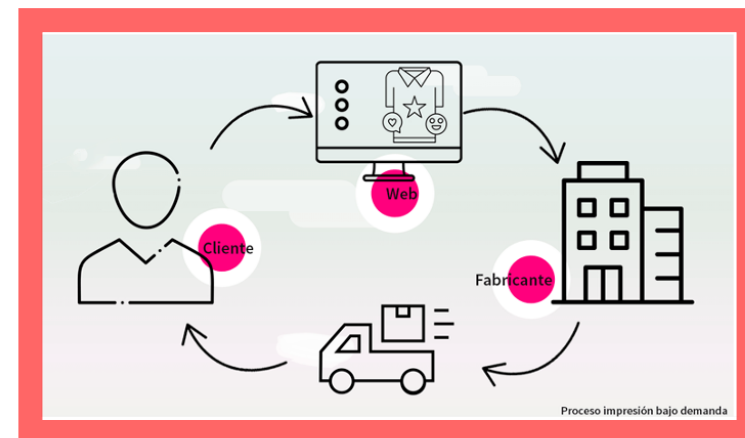 Web
Cliente
Fabricante
Proceso impresión bajo demanda